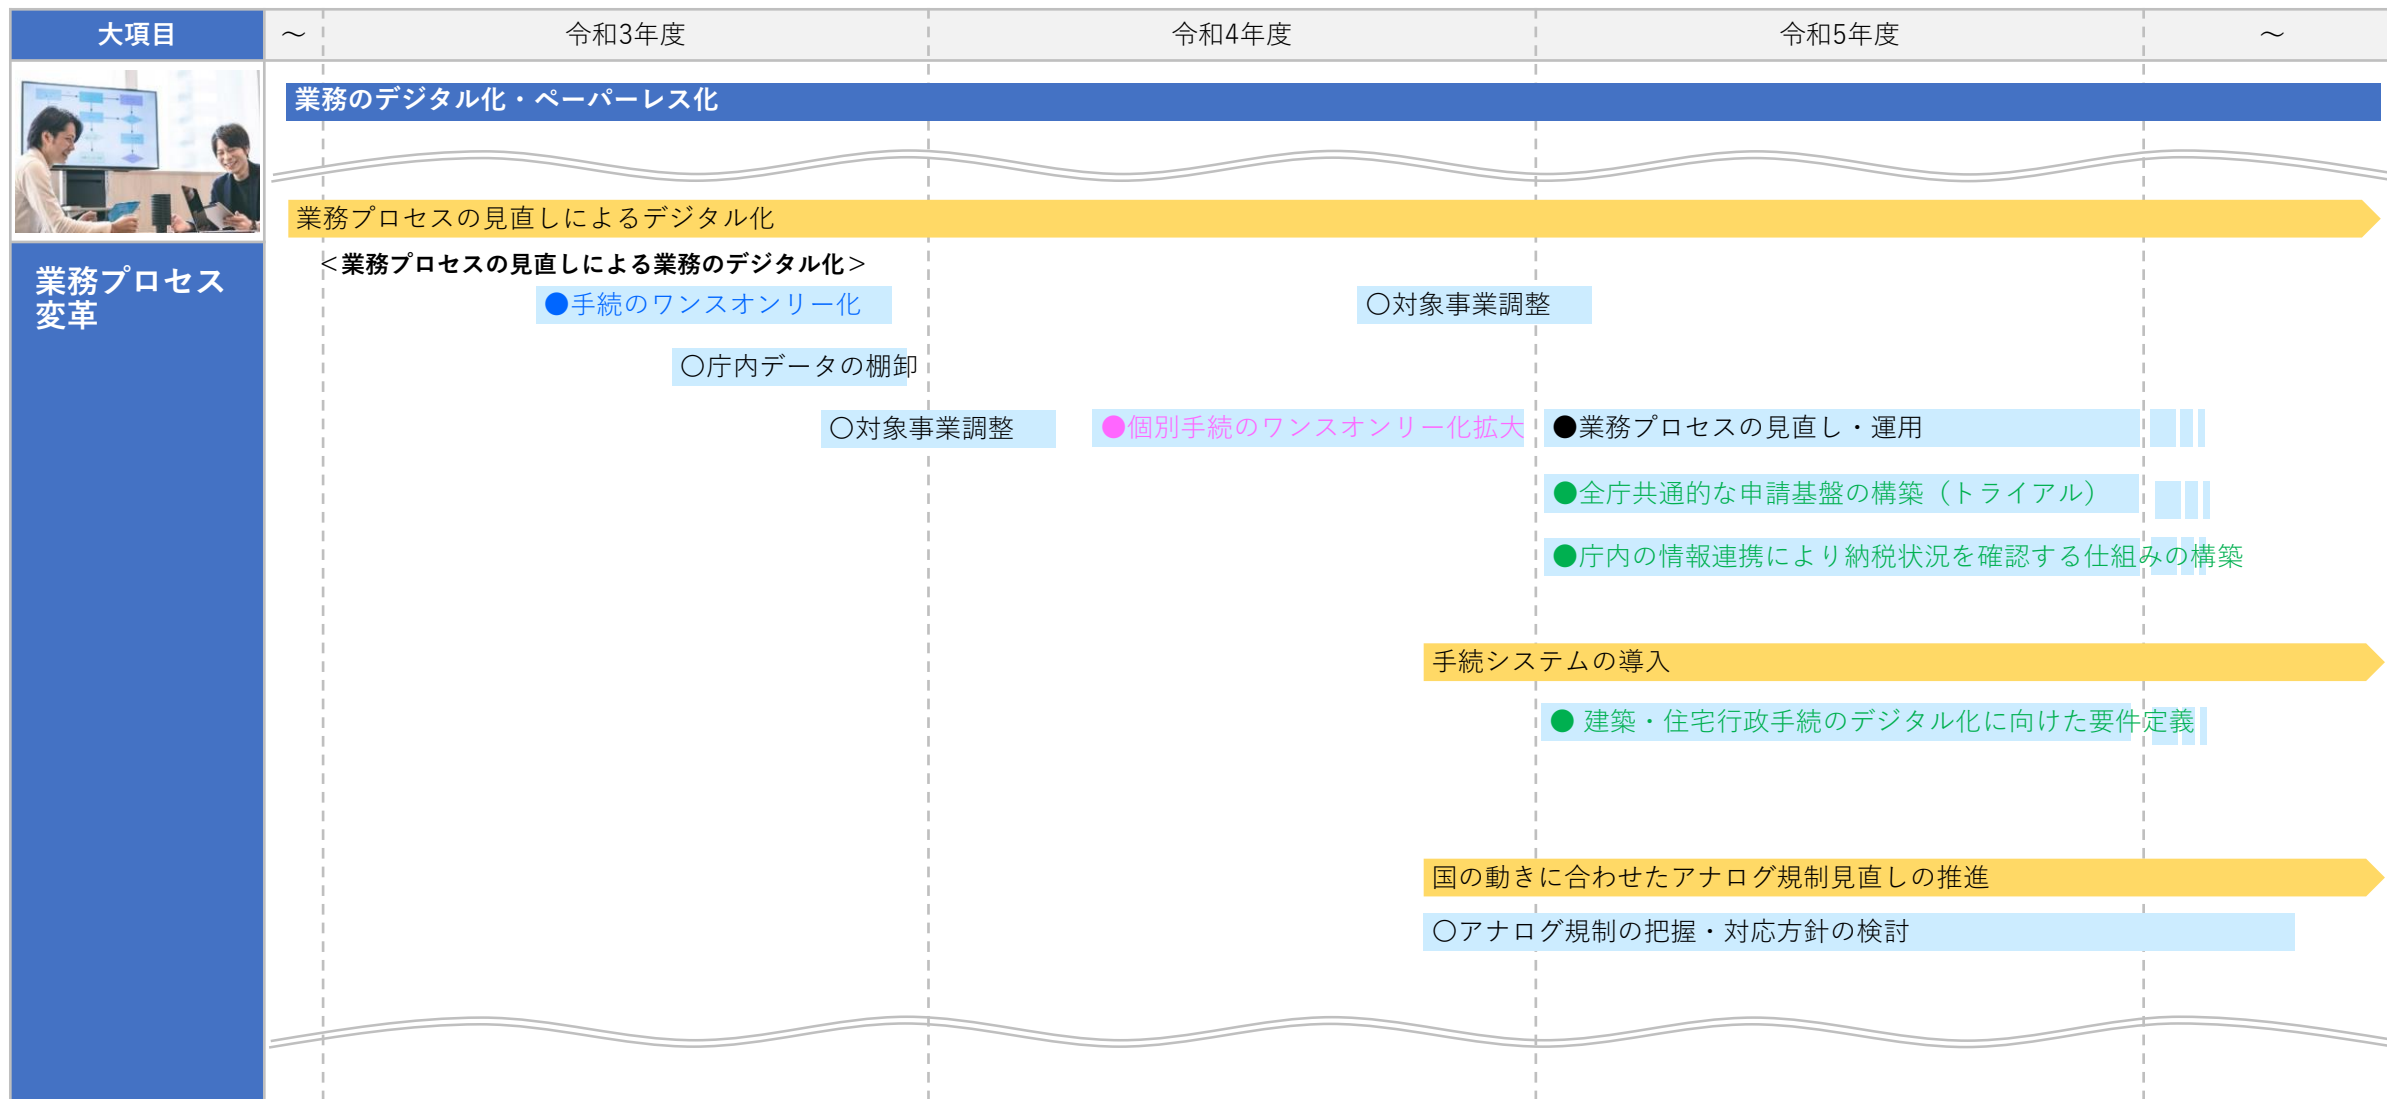 大項目
～
令和3年度
令和4年度
令和5年度
～
業務のデジタル化・ペーパーレス化
業務プロセスの見直しによるデジタル化
業務プロセス
変革
＜業務プロセスの見直しによる業務のデジタル化＞
●手続のワンスオンリー化
〇対象事業調整
〇庁内データの棚卸
〇対象事業調整
●個別手続のワンスオンリー化拡大
●業務プロセスの見直し・運用
●全庁共通的な申請基盤の構築（トライアル）
●庁内の情報連携により納税状況を確認する仕組みの構築
手続システムの導入
● 建築・住宅行政手続のデジタル化に向けた要件定義
国の動きに合わせたアナログ規制見直しの推進
〇アナログ規制の把握・対応方針の検討